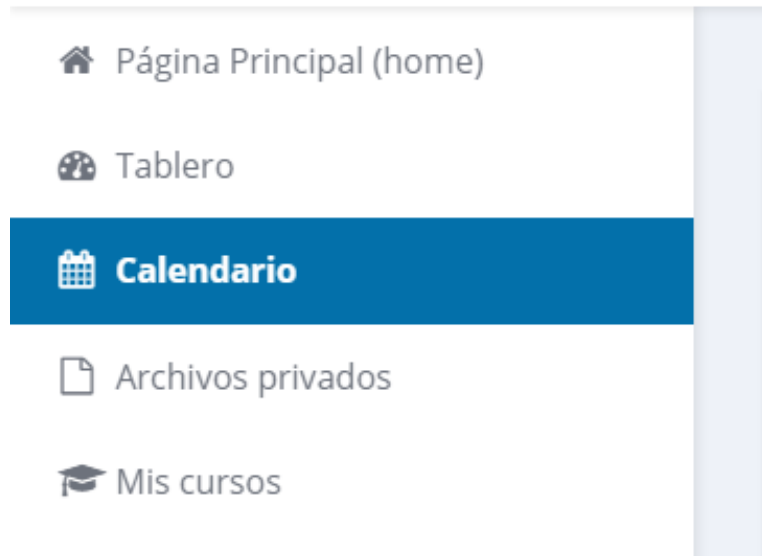 Página Principal (home)
Tablero
Calendario
Archivos privados
Mis cursos